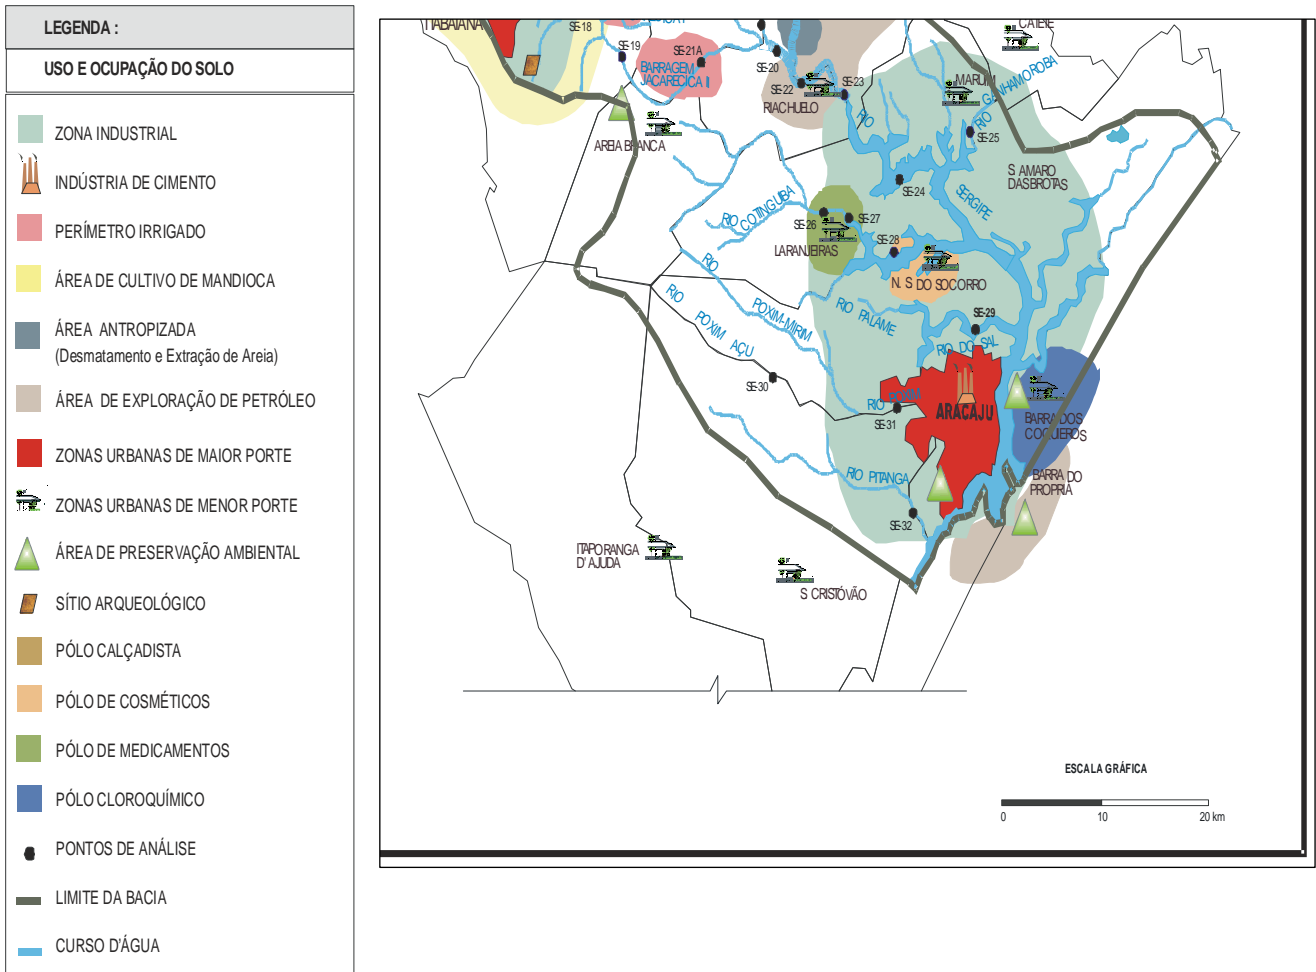 LEGENDA :
USO E OCUPAÇÃO DO SOLO
ZONA INDUSTRIAL
INDÚSTRIA DE CIMENTO
PERÍMETRO IRRIGADO
ÁREA DE CULTIVO DE MANDIOCA
ÁREA ANTROPIZADA
(Desmatamento e Extração de Areia)
ÁREA DE EXPLORAÇÃO DE PETRÓLEO
ZONAS URBANAS DE MAIOR PORTE
ZONAS URBANAS DE MENOR PORTE
ÁREA DE PRESERVAÇÃO AMBIENTAL
SÍTIO ARQUEOLÓGICO
PÓLO CALÇADISTA
PÓLO DE COSMÉTICOS
PÓLO DE MEDICAMENTOS
PÓLO CLOROQUÍMICO
PONTOS DE ANÁLISE
LIMITE DA BACIA
CURSO D'ÁGUA
ITABAIANA
SE-18
SE-19
SE-21A
BARRAGEM
JACARECICA II
SE-20
SE-22
SE-23
RIACHUELO
MARUIM
RIO GANHAMOROBA
SE-25
AREIA BRANCA
RIO
SERGIPE
S. AMARO
DAS BROTAS
SE-24
RIO COTINGUIBA
SE-26
SE-27
LARANJEIRAS
SE-28
N. S. DO SOCORRO
RIO
POXIM-MIRIM
RIO
POXIM AÇU
RIO PALAME
SE-29
RIO DO SAL
SE-30
RIO
SE-31
ARACAJU
BARRA DOS
COQUEIROS
BARRA DO
PROPRIÁ
RIO PITANGA
SE-32
ITAPORANGA
D'AJUDA
S. CRISTÓVÃO
ESCALA GRÁFICA
0 10 20 km